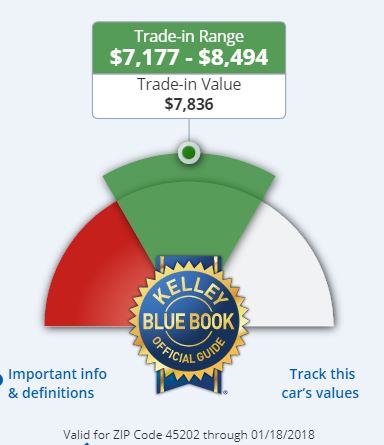 Trade-in Range
$7,177 - $8,494
Trade-in Value
$7,836
KELLEY
BLUE BOOK
OFFICIAL GUIDE
®
Important info
& definitions
Track this
car's values
Valid for ZIP Code 45202 through 01/18/2018